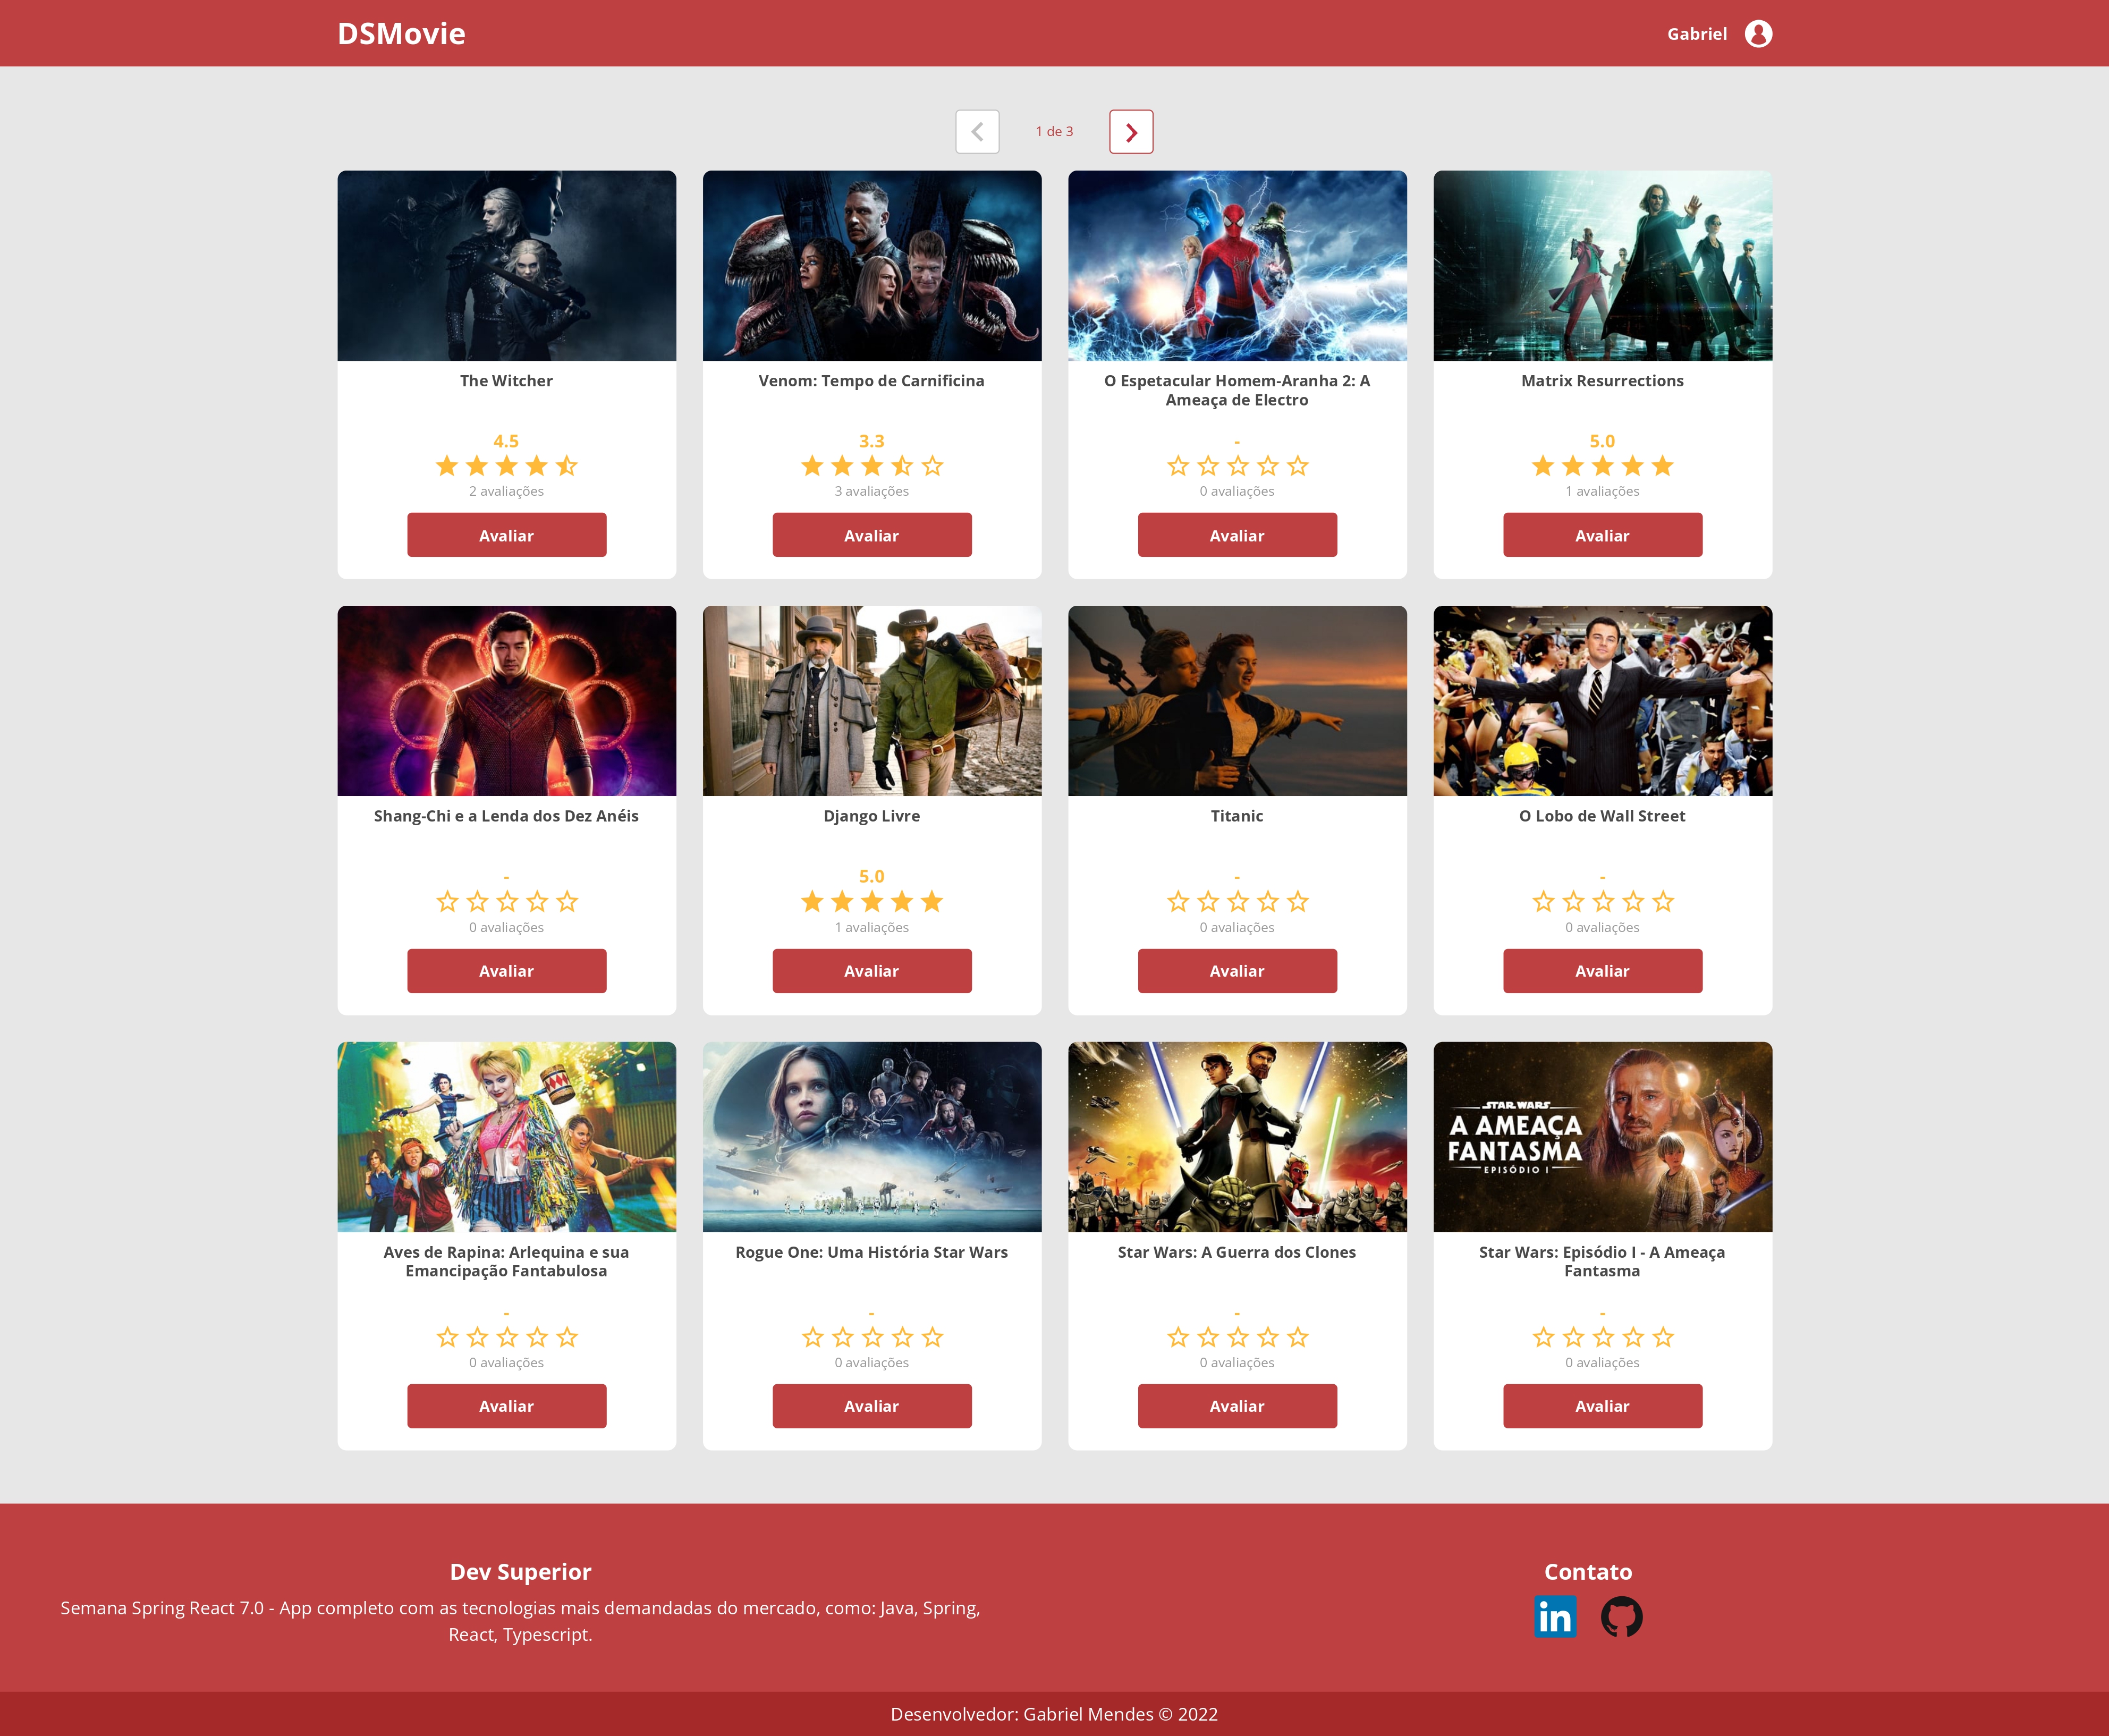 DSMovie
Gabriel
1 de 3
The Witcher
4.5
2 avaliações
Avaliar
Venom: Tempo de Carnificina
3.3
3 avaliações
Avaliar
O Espetacular Homem-Aranha 2: A
Ameaça de Electro
-
0 avaliações
Avaliar
Matrix Resurrections
5.0
1 avaliações
Avaliar
Shang-Chi e a Lenda dos Dez Anéis
-
0 avaliações
Avaliar
Django Livre
5.0
1 avaliações
Avaliar
Titanic
-
0 avaliações
Avaliar
O Lobo de Wall Street
-
0 avaliações
Avaliar
Aves de Rapina: Arlequina e sua
Emancipação Fantabulosa
-
0 avaliações
Avaliar
Rogue One: Uma História Star Wars
-
0 avaliações
Avaliar
Star Wars: A Guerra dos Clones
-
0 avaliações
Avaliar
STAR WARS
A AMEAÇA
FANTASMA
EPISÓDIO I
Star Wars: Episódio I - A Ameaça
Fantasma
-
0 avaliações
Avaliar
Dev Superior
Semana Spring React 7.0 - App completo com as tecnologias mais demandadas do mercado, como: Java, Spring,
React, Typescript.
Contato
in
Desenvolvedor: Gabriel Mendes © 2022